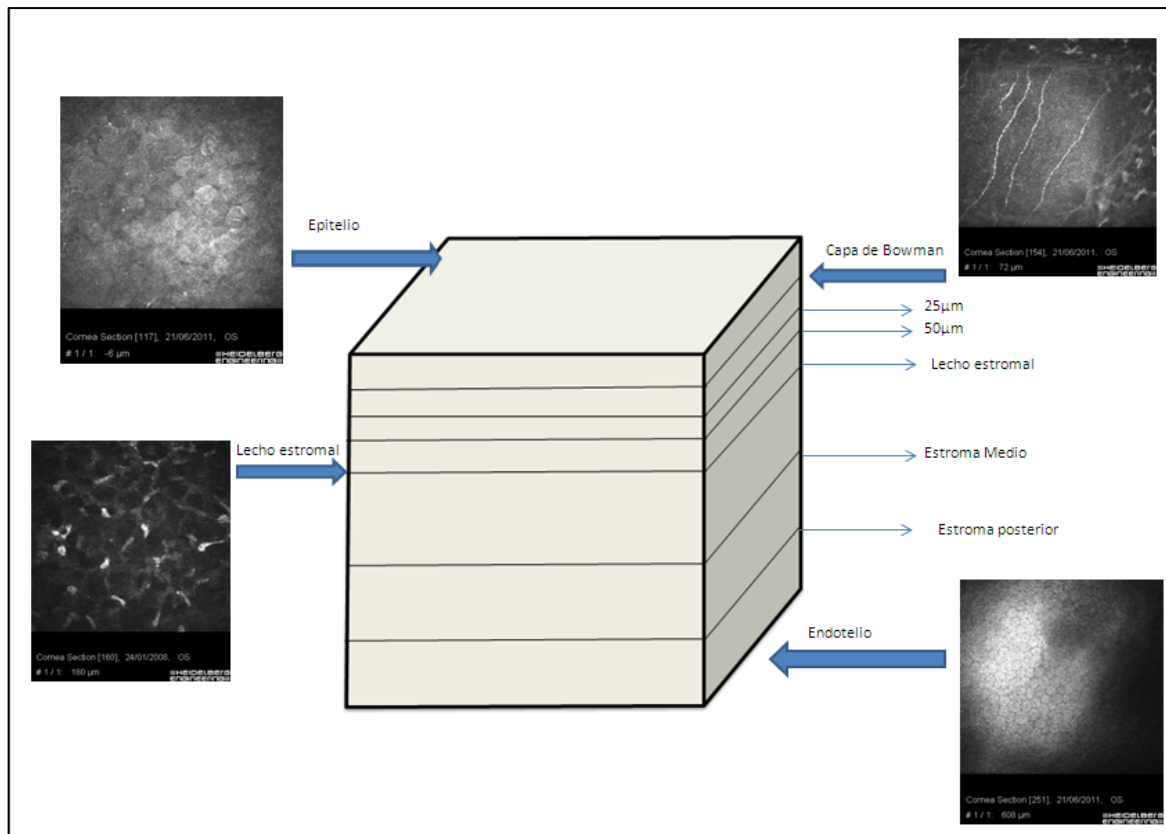 Epitelio
Cornea Section [117], 21/06/2011, OS
# 1 / 1: -6 µm
HEIDELBERG
ENGINEERING
Capa de Bowman
Cornea Section [154], 21/06/2011, OS
# 1 / 1: 72 µm
HEIDELBERG
ENGINEERING
25µm
50µm
Lecho estromal
Lecho estromal
Cornea Section [160], 24/01/2008, OS
# 1 / 1: 180 µm
HEIDELBERG
ENGINEERING
Estroma Medio
Estroma posterior
Endotelio
Cornea Section [251], 21/06/2011, OS
# 1 / 1: 608 µm
HEIDELBERG
ENGINEERING